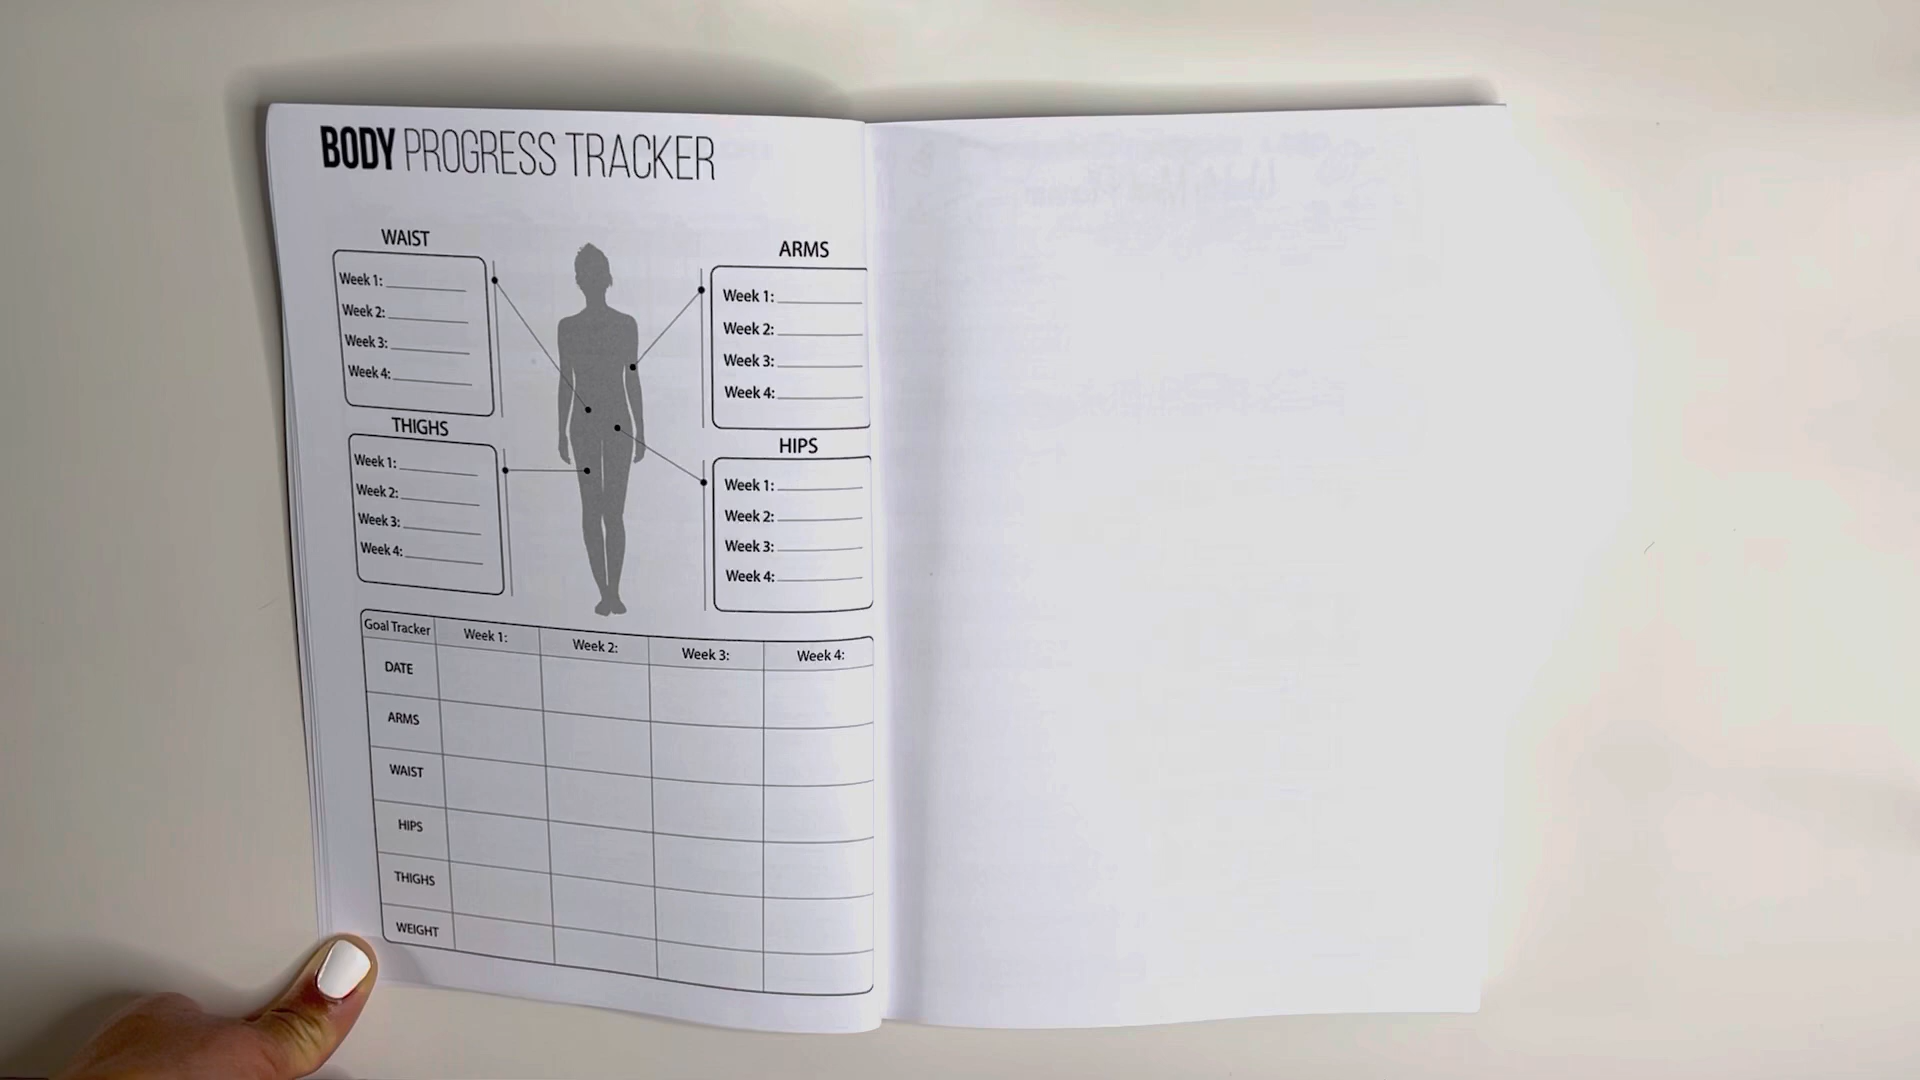 BODY PROGRESS TRACKER
WAIST
Week 1:
Week 2:
Week 3:
Week 4:
ARMS
Week 1:
Week 2:
Week 3:
Week 4:
THIGHS
Week 1:
Week 2:
Week 3:
Week 4:
HIPS
Week 1:
Week 2:
Week 3:
Week 4:
Goal Tracker Week 1: Week 2: Week 3: Week 4:
DATE
ARMS
WAIST
HIPS
THIGHS
WEIGHT